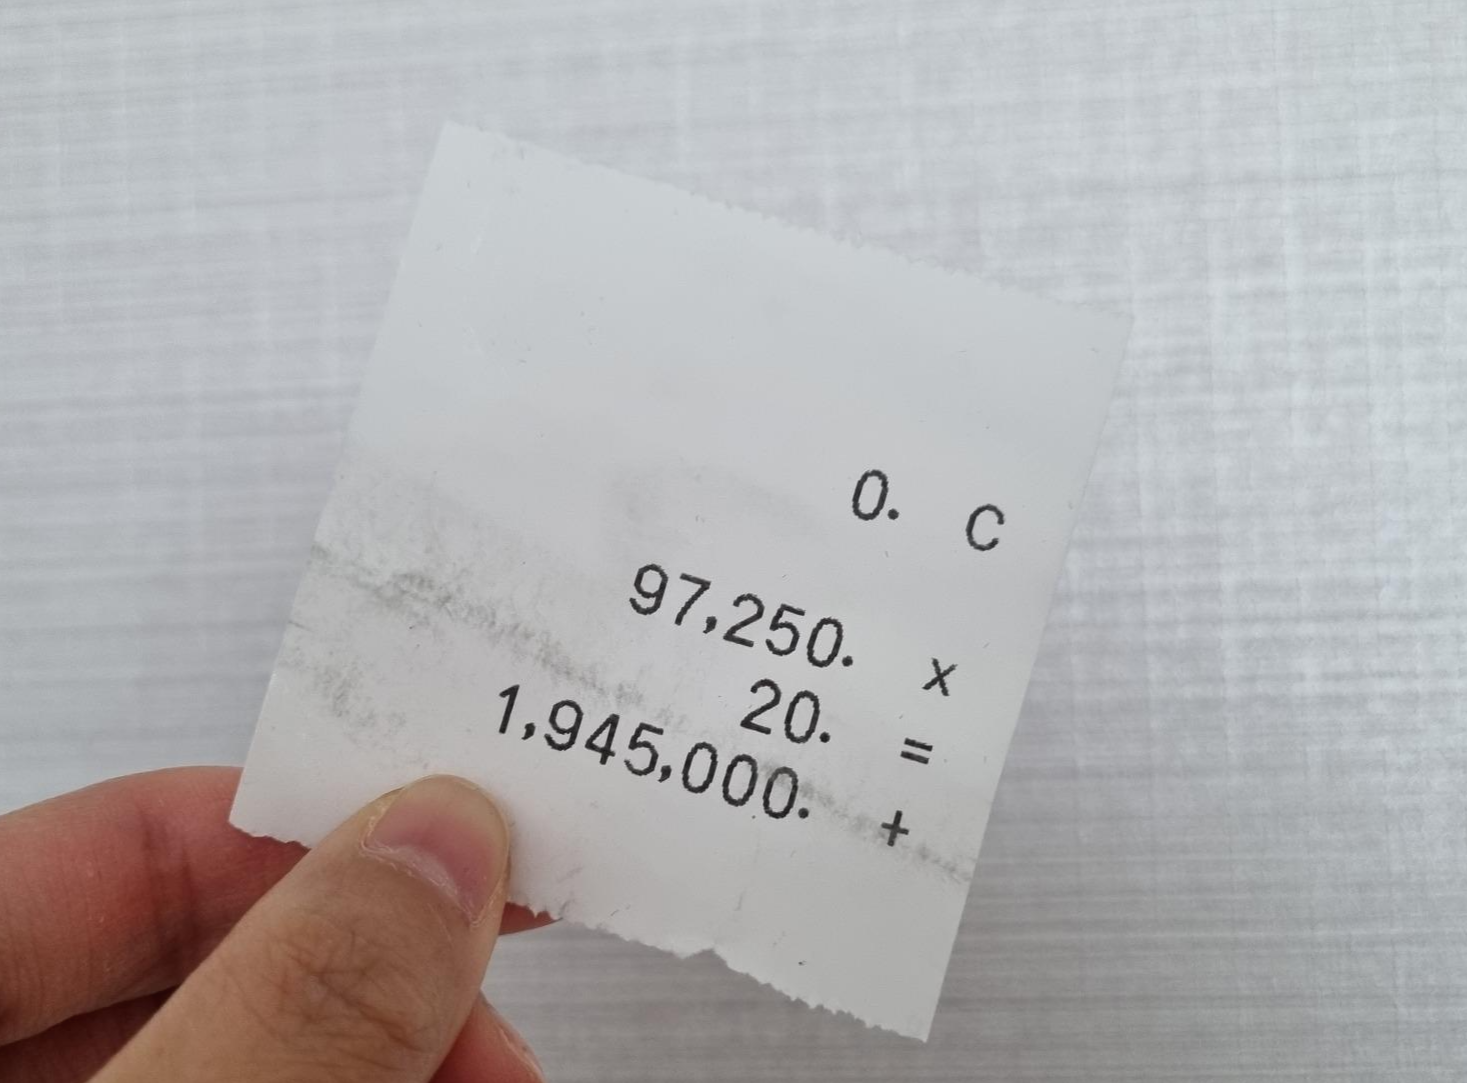 0. C
97,250. x
20. =
1,945,000. +